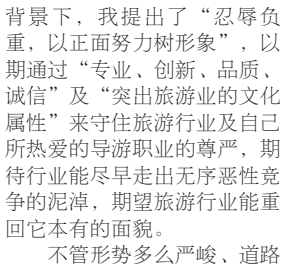 背景下，我提出了“忍辱负
重，以正面努力树形象”，以
期通过“专业、创新、品质、
诚信”及“突出旅游业的文化
属性”来守住旅游行业及自己
所热爱的导游职业的尊严，期
待行业能尽早走出无序恶性竞
争的泥淖，期望旅游行业能重
回它本有的面貌。
不管形势多么严峻、道路